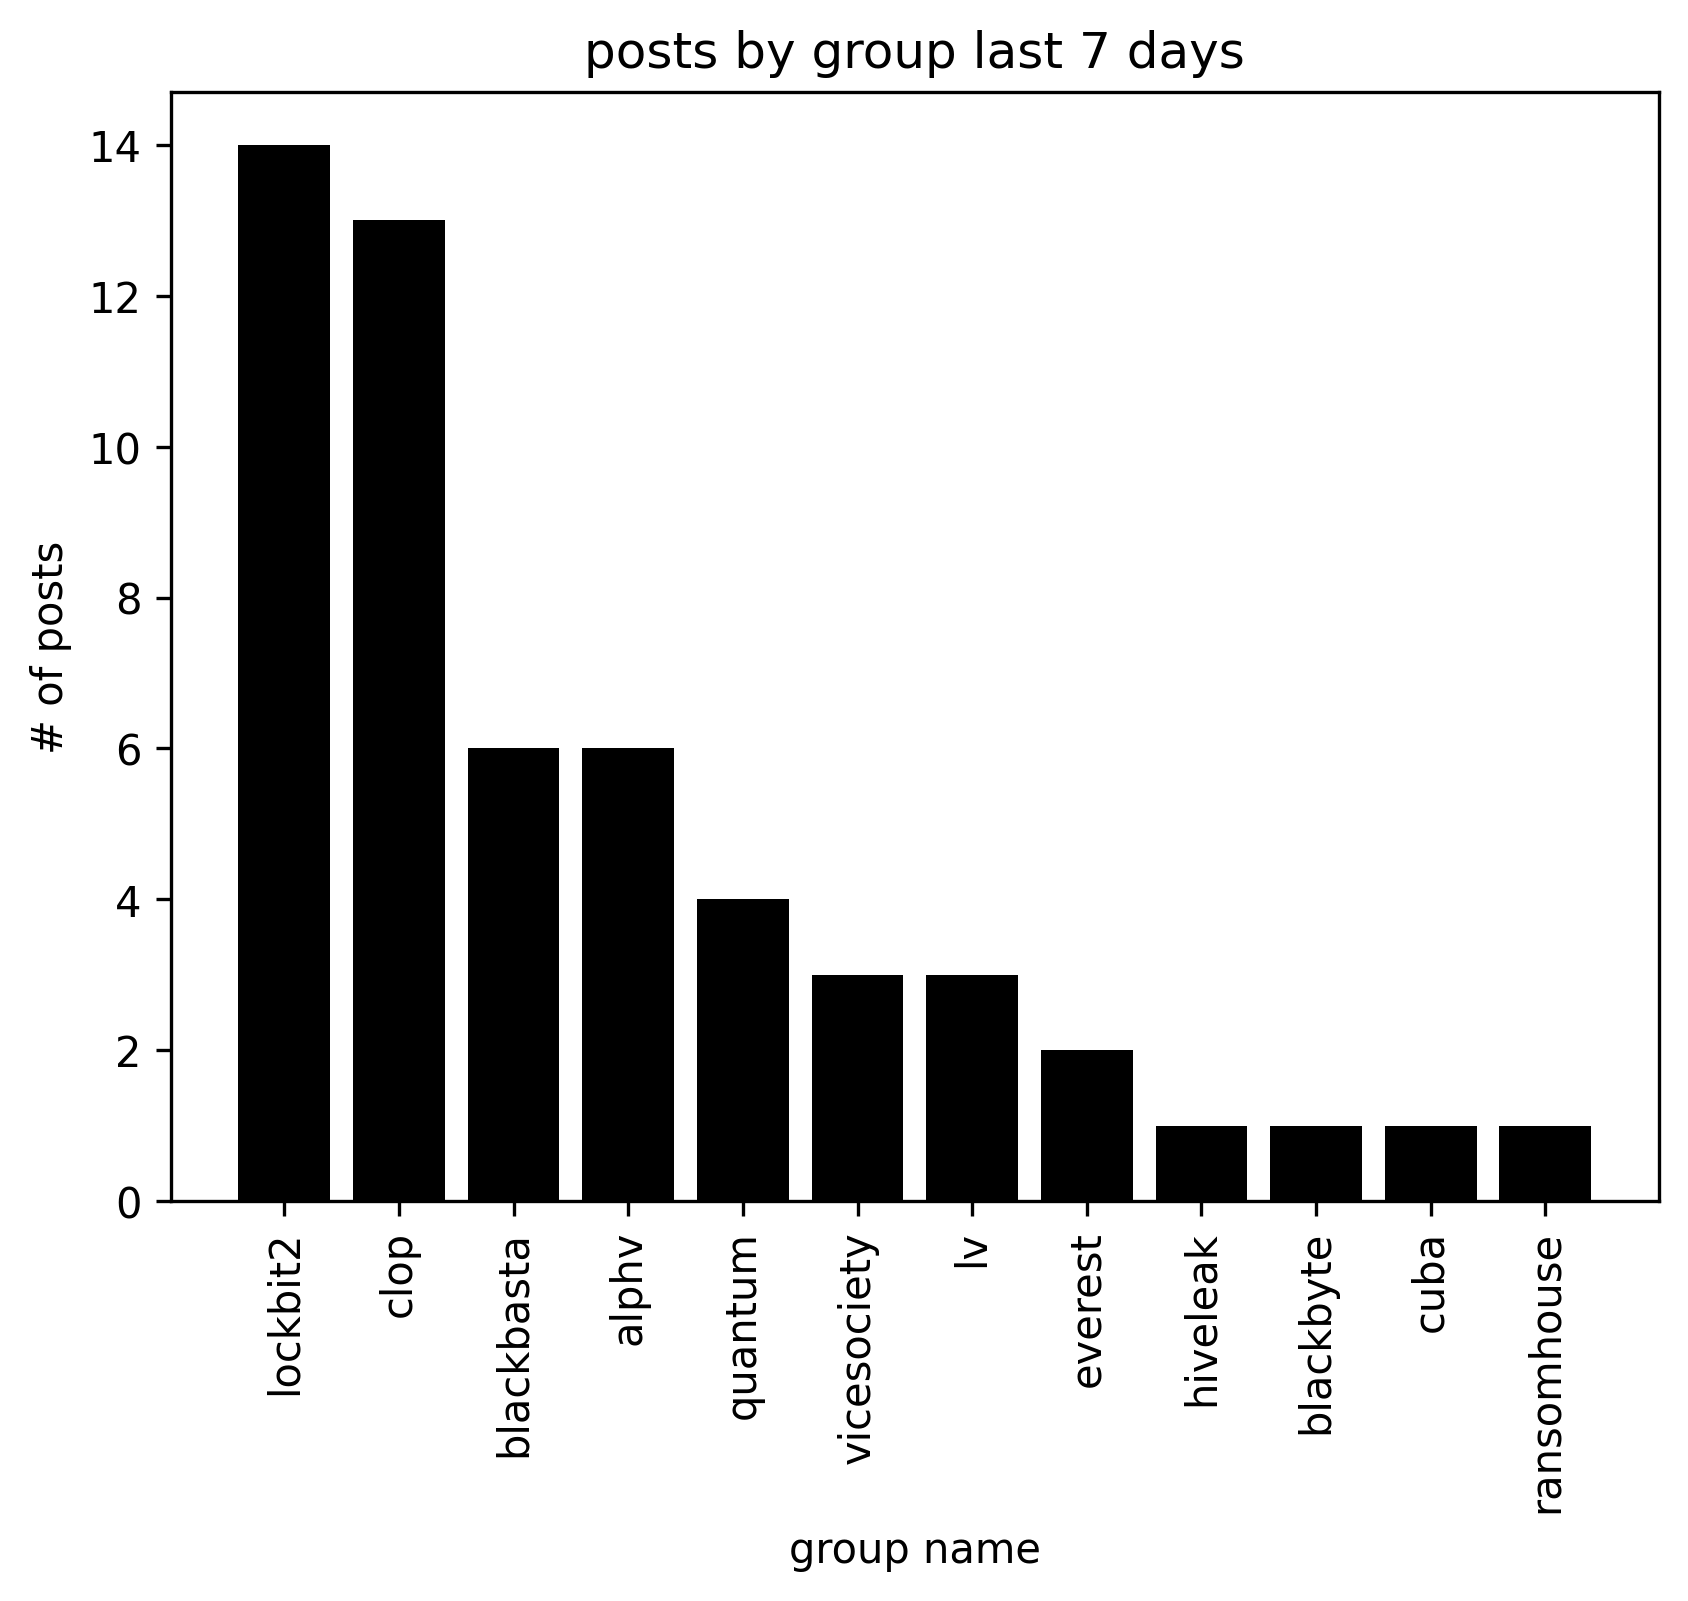 posts by group last 7 days
14
12
10
8
6
4
2
0
# of posts
lockbit2
clop
blackbasta
alphv
quantum
vicesociety
lv
everest
hiveleak
blackbyte
cuba
ransomhouse
group name